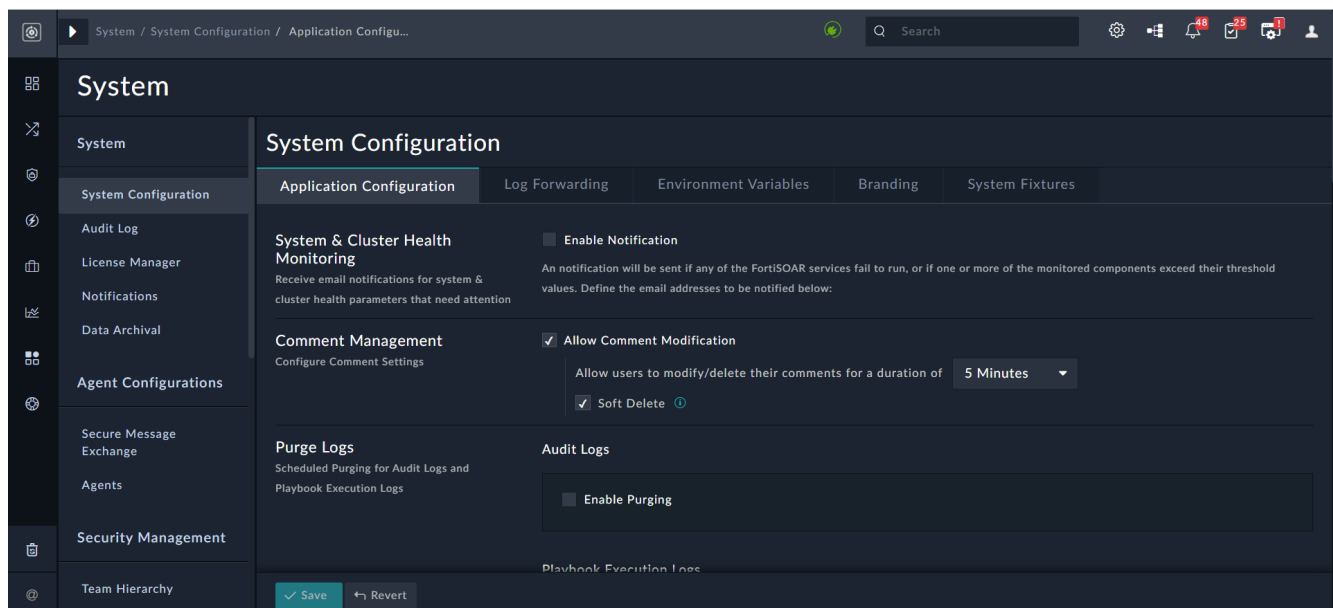 System / System Configuration / Application Configu...
Search
48
25
!
System
System
System Configuration
Audit Log
License Manager
Notifications
Data Archival
Agent Configurations
Secure Message
Exchange
Agents
Security Management
Team Hierarchy
@
System Configuration
Application Configuration
Log Forwarding
Environment Variables
Branding
System Fixtures
System & Cluster Health
Monitoring
Receive email notifications for system &
cluster health parameters that need attention
Enable Notification
An notification will be sent if any of the FortiSOAR services fail to run, or if one or more of the monitored components exceed their threshold
values. Define the email addresses to be notified below:
Comment Management
Configure Comment Settings
Allow Comment Modification
Allow users to modify/delete their comments for a duration of 5 Minutes
Soft Delete
Purge Logs
Scheduled Purging for Audit Logs and
Playbook Execution Logs
Audit Logs
Enable Purging
Playbook Execution Logs
Save
Revert